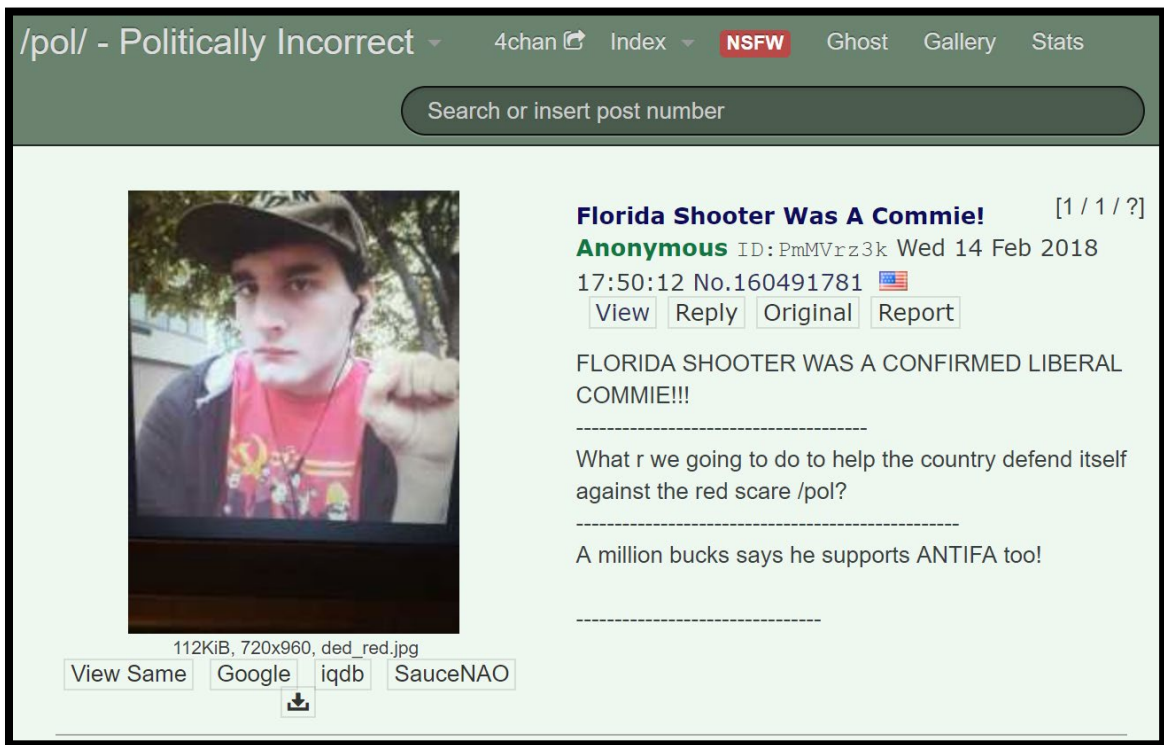 /pol/ - Politically Incorrect 4chan Index NSFW Ghost Gallery Stats
Search or insert post number
Florida Shooter Was A Commie! [1 / 1 / ?]
Anonymous ID:PmMVrz3k Wed 14 Feb 2018
17:50:12 No.160491781
View Reply Original Report
FLORIDA SHOOTER WAS A CONFIRMED LIBERAL
COMMIE!!!
--------------------------------------
What r we going to do to help the country defend itself
against the red scare /pol?
--------------------------------------------------
A million bucks says he supports ANTIFA too!
--------------------------------
112KiB, 720x960, ded_red.jpg
View Same Google iqdb SauceNAO